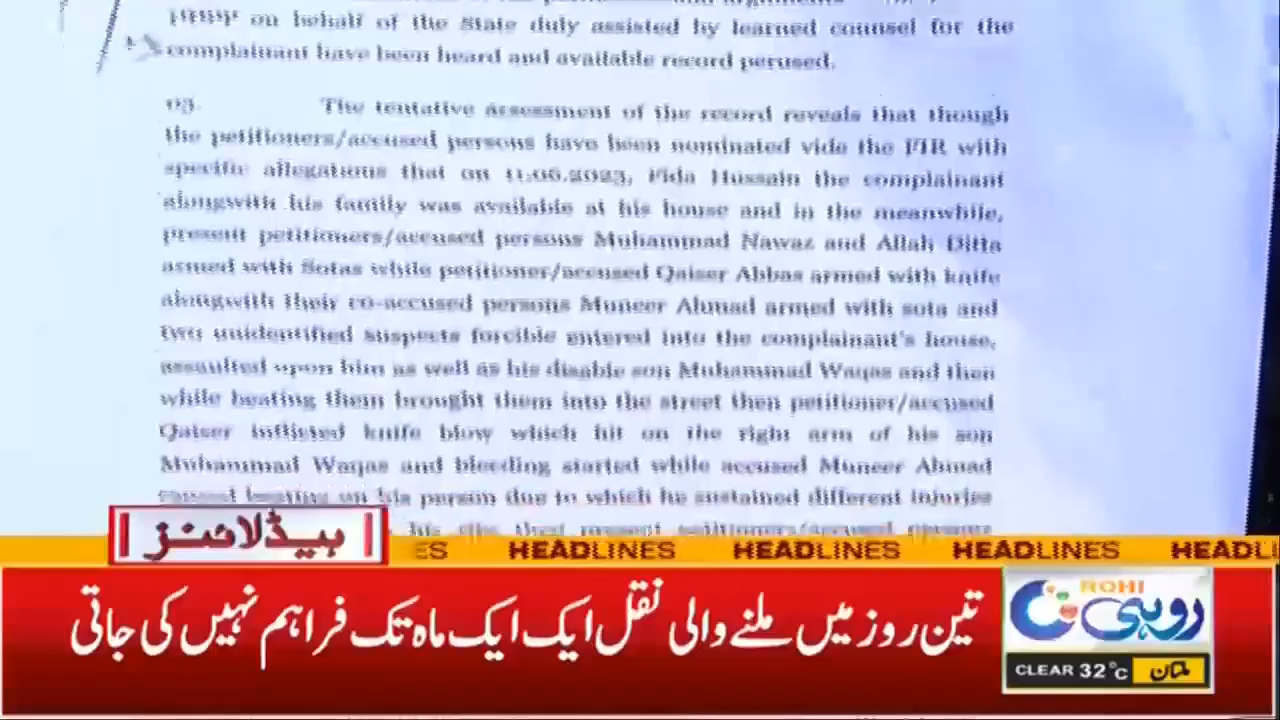 on behalf of the State duly assisted by learned counsel for the
complainant have been heard and available record perused.
03. The tentative assessment of the record reveals that though
the petitioners/accused persons have been nominated vide the FIR with
specific allegations that on 11.06.2023, Fida Hussain the complainant
alongwith his family was available at his house and in the meanwhile,
present petitioners/accused persons Muhammad Nawaz and Allah Ditta
armed with Sotas while petitioner/accused Qaiser Abbas armed with knife
alongwith their co-accused persons Muneer Ahmad armed with sota and
two unidentified suspects forcible entered into the complainant's house,
assaulted upon him as well as his disable son Muhammad Waqas and then
while beating them brought them into the street then petitioner/accused
Qaiser inflicted knife blow which hit on the right arm of his son
Muhammad Waqas and bleeding started while accused Muneer Ahmad
caused beating on his person due to which he sustained different injuries
his that present petitioners/accused persons
ہیڈلائنز
ES HEADLINES HEADLINES HEADLINES HEADL
تین روز میں ملنے والی نقل ایک ایک ماہ تک فراہم نہیں کی جاتی
ROHI
روہی
CLEAR 32°C ملتان